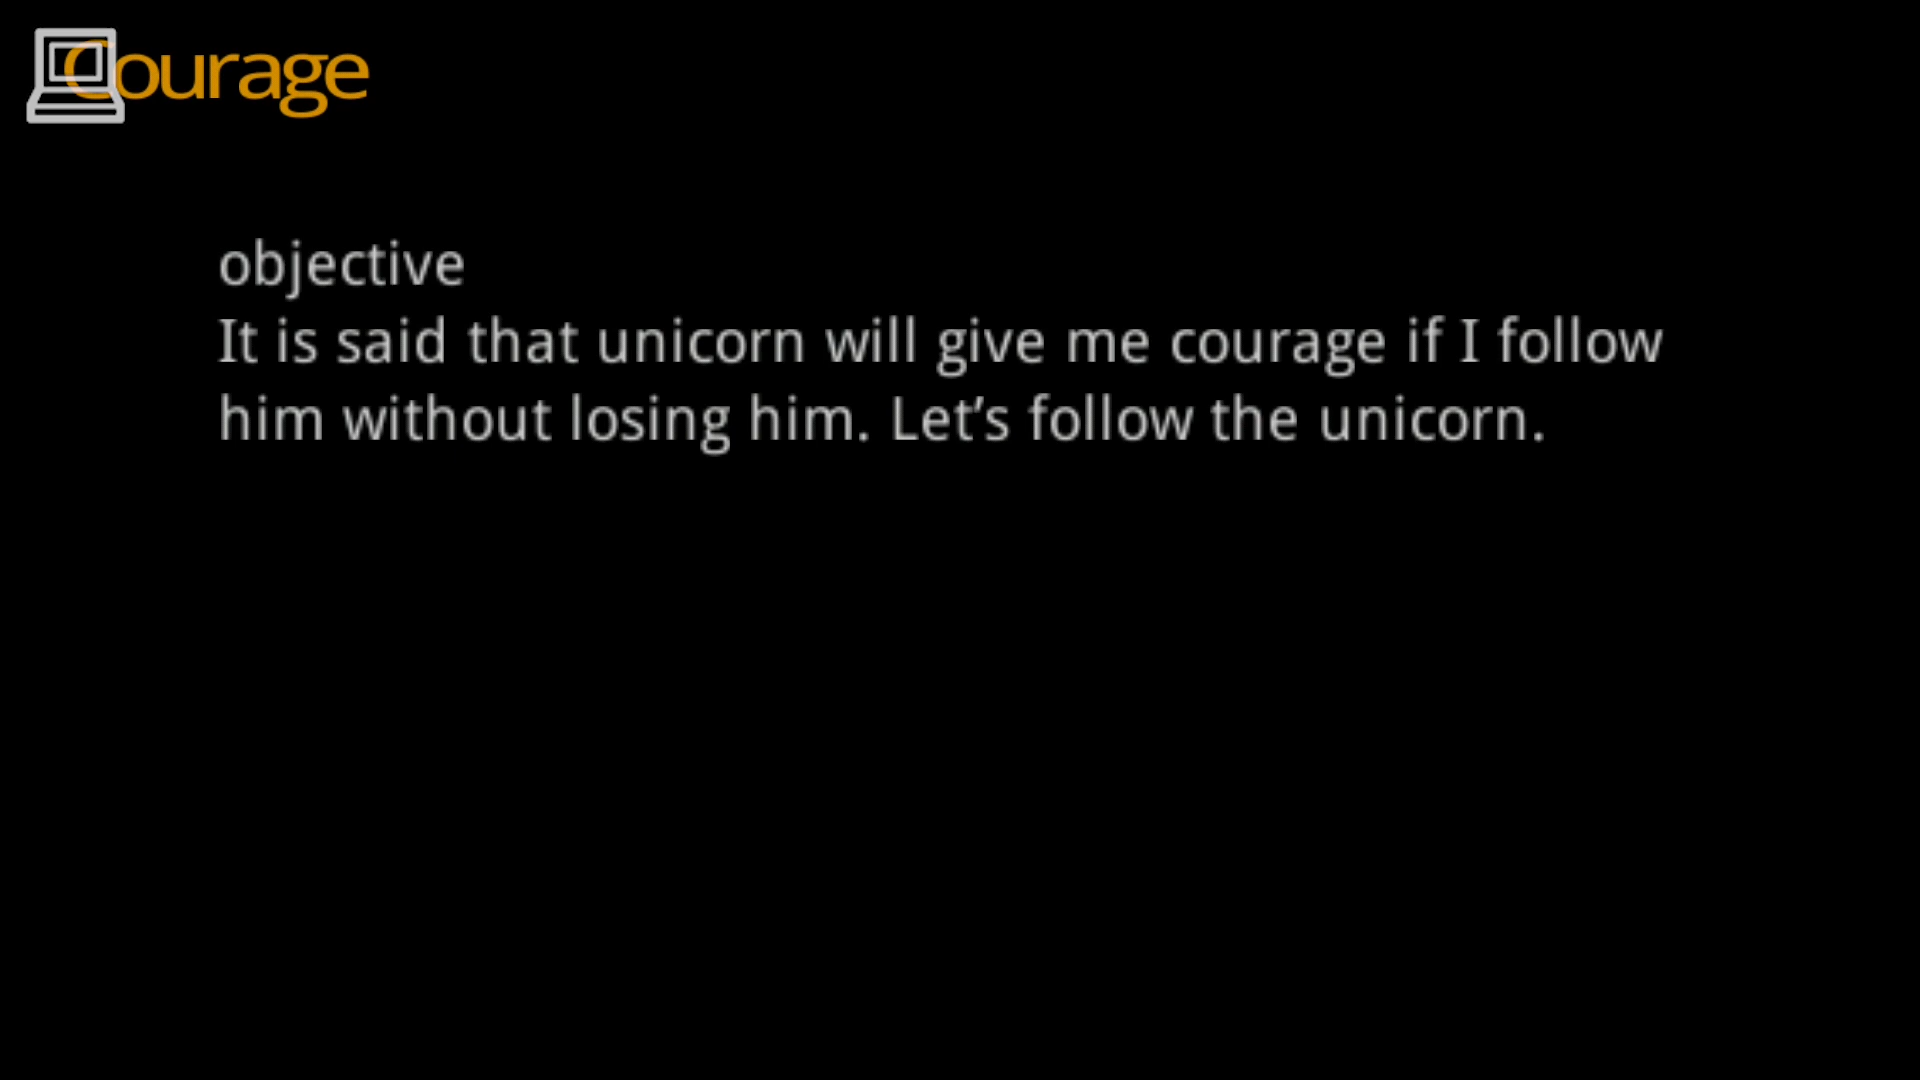 Courage
objective
It is said that unicorn will give me courage if I follow
him without losing him. Let’s follow the unicorn.